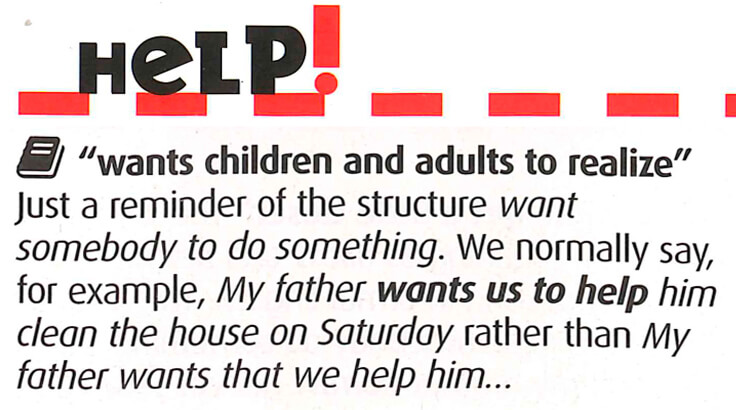 HeLP!
“wants children and adults to realize”
Just a reminder of the structure want
somebody to do something. We normally say,
for example, My father wants us to help him
clean the house on Saturday rather than My
father wants that we help him...